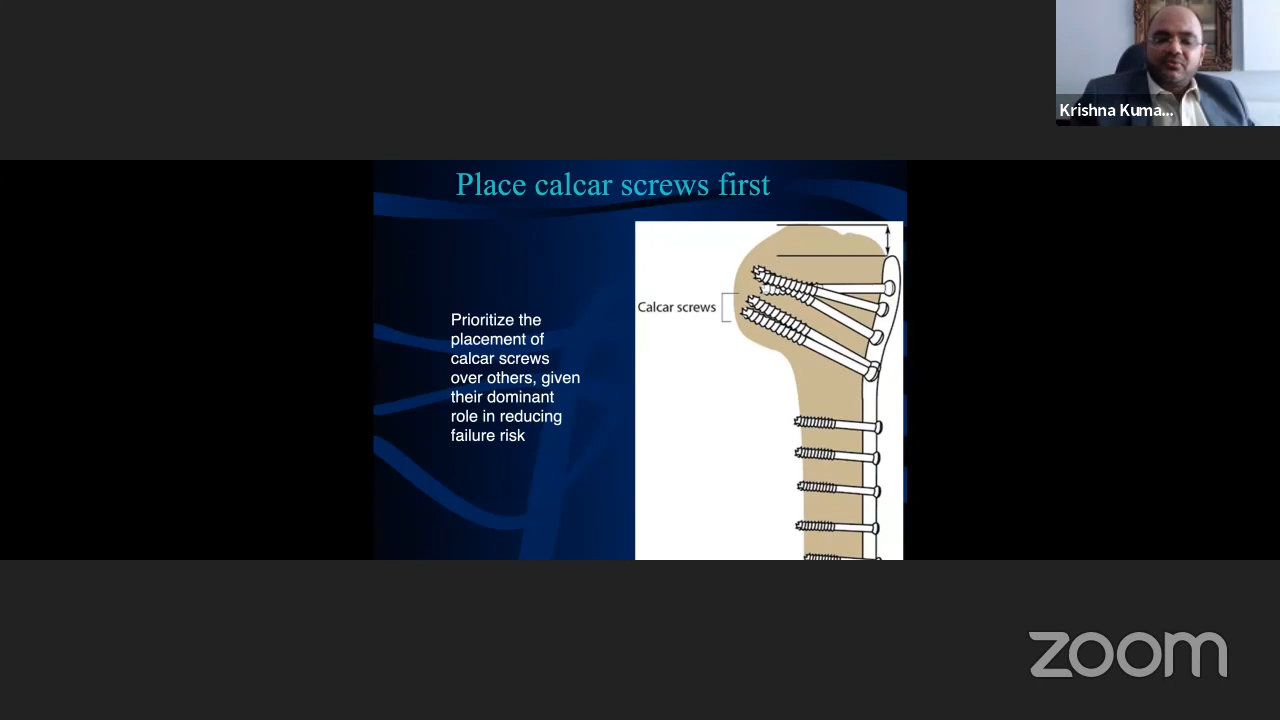 Krishna Kuma...
Place calcar screws first
Calcar screws
Prioritize the
placement of
calcar screws
over others, given
their dominant
role in reducing
failure risk
zoom